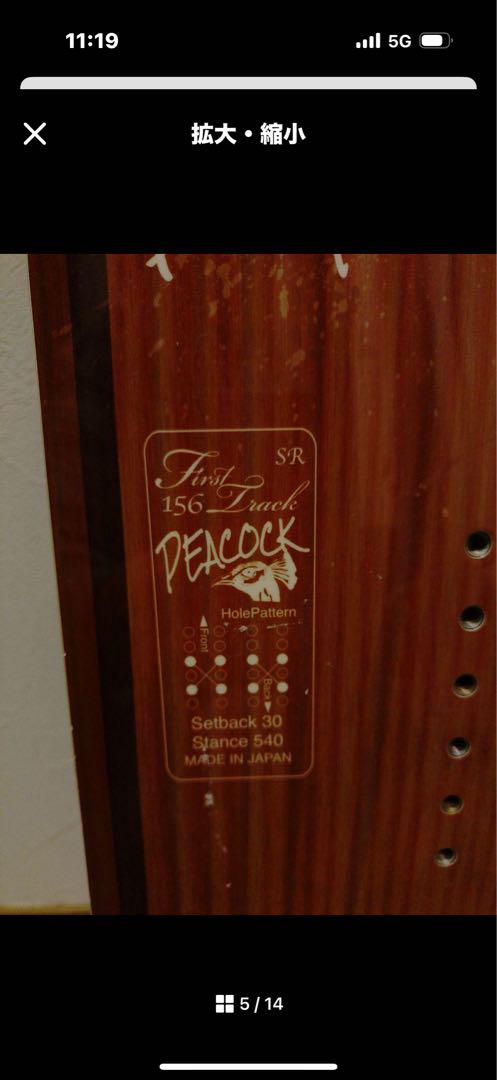 11:19
5G
拡大・縮小
SR
First
156 Track
PEACOCK
HolePattern
Front
Back
Setback 30
Stance 540
MADE IN JAPAN
5 / 14